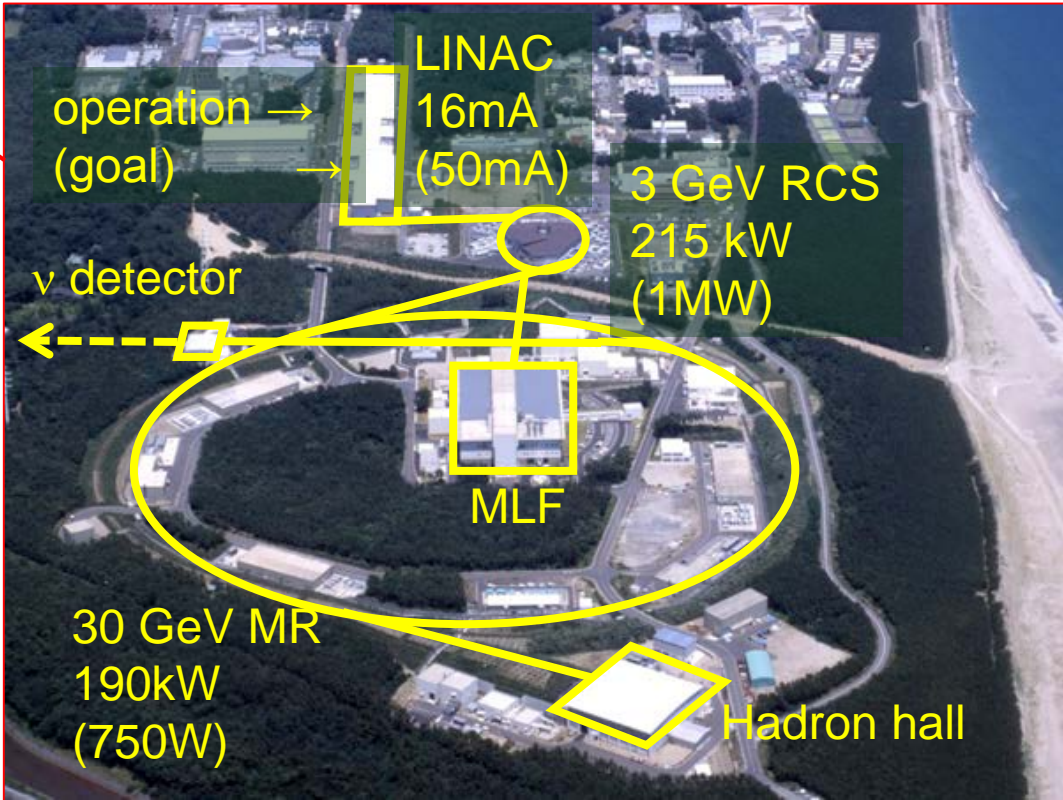 operation →
(goal) →
LINAC
16mA
(50mA)
3 GeV RCS
215 kW
(1MW)
ν detector
MLF
30 GeV MR
190kW
(750W)
Hadron hall